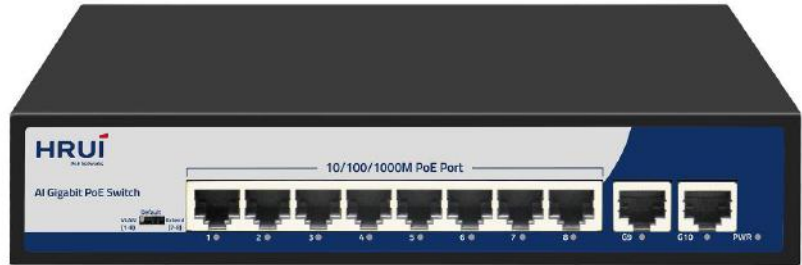 HRUI
AI Gigabit PoE Switch
10/100/1000M PoE Port
Default
VLAN
Extend
1 2 3 4 5 6 7 8 G9 G10 PWR